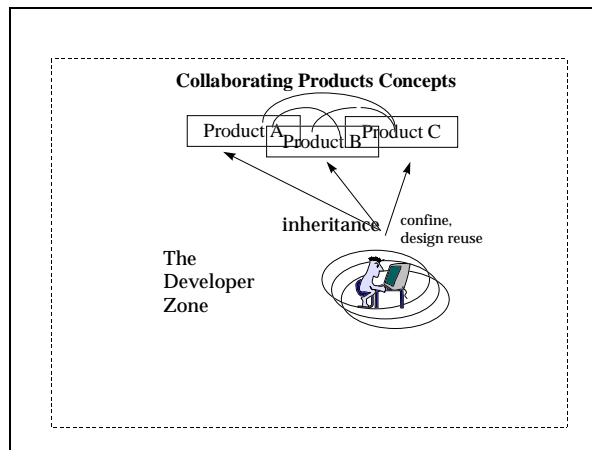 Collaborating Products Concepts
Product A
Product B
Product C
inheritance
confine,
design reuse
The
Developer
Zone